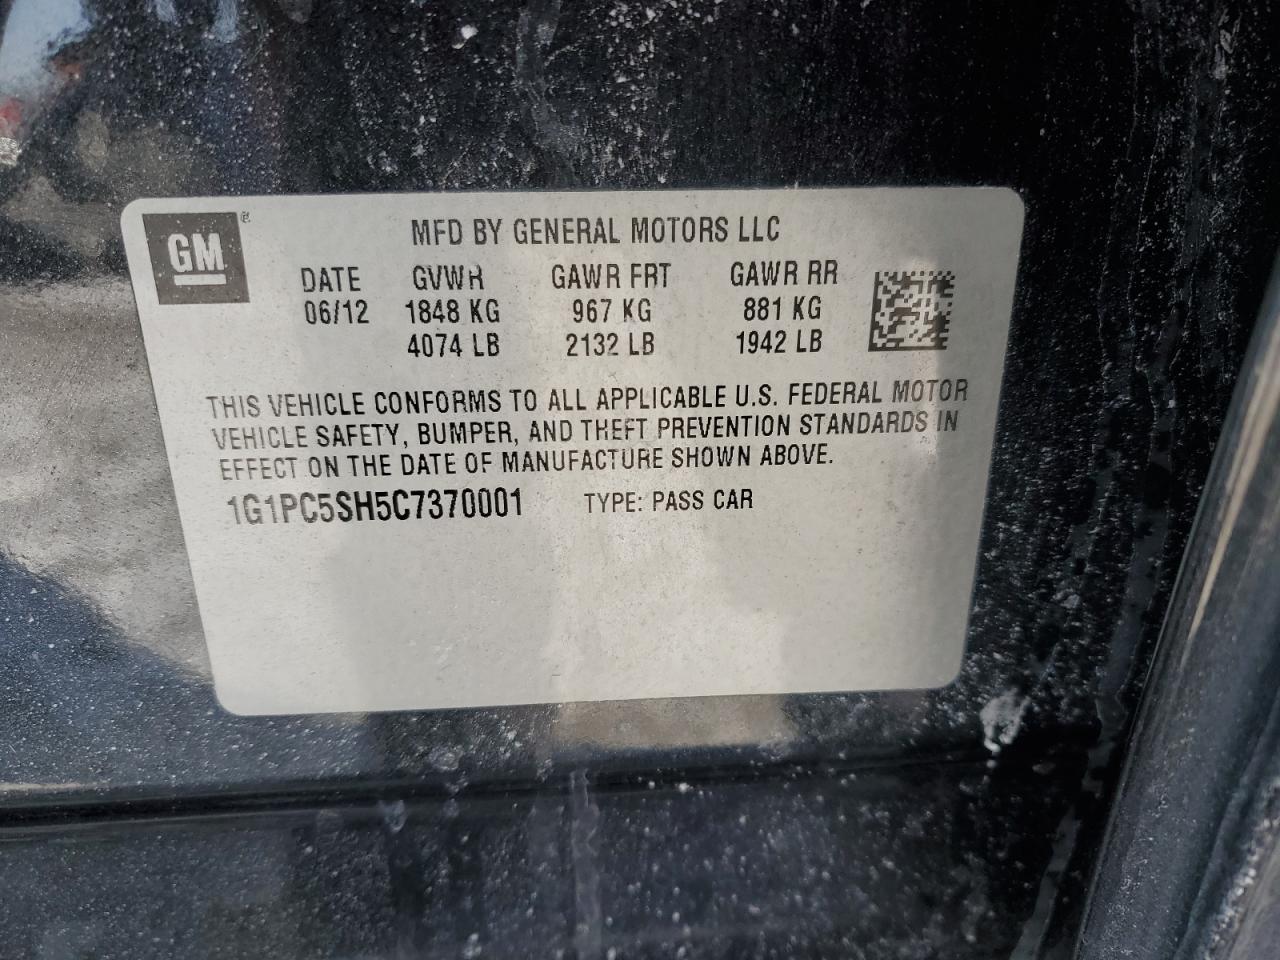 GM
MFD BY GENERAL MOTORS LLC
DATE GVWR GAWR FRT GAWR RR
06/12 1848 KG 967 KG 881 KG
4074 LB 2132 LB 1942 LB
THIS VEHICLE CONFORMS TO ALL APPLICABLE U.S. FEDERAL MOTOR
VEHICLE SAFETY, BUMPER, AND THEFT PREVENTION STANDARDS IN
EFFECT ON THE DATE OF MANUFACTURE SHOWN ABOVE.
1G1PC5SH5C7370001 TYPE: PASS CAR